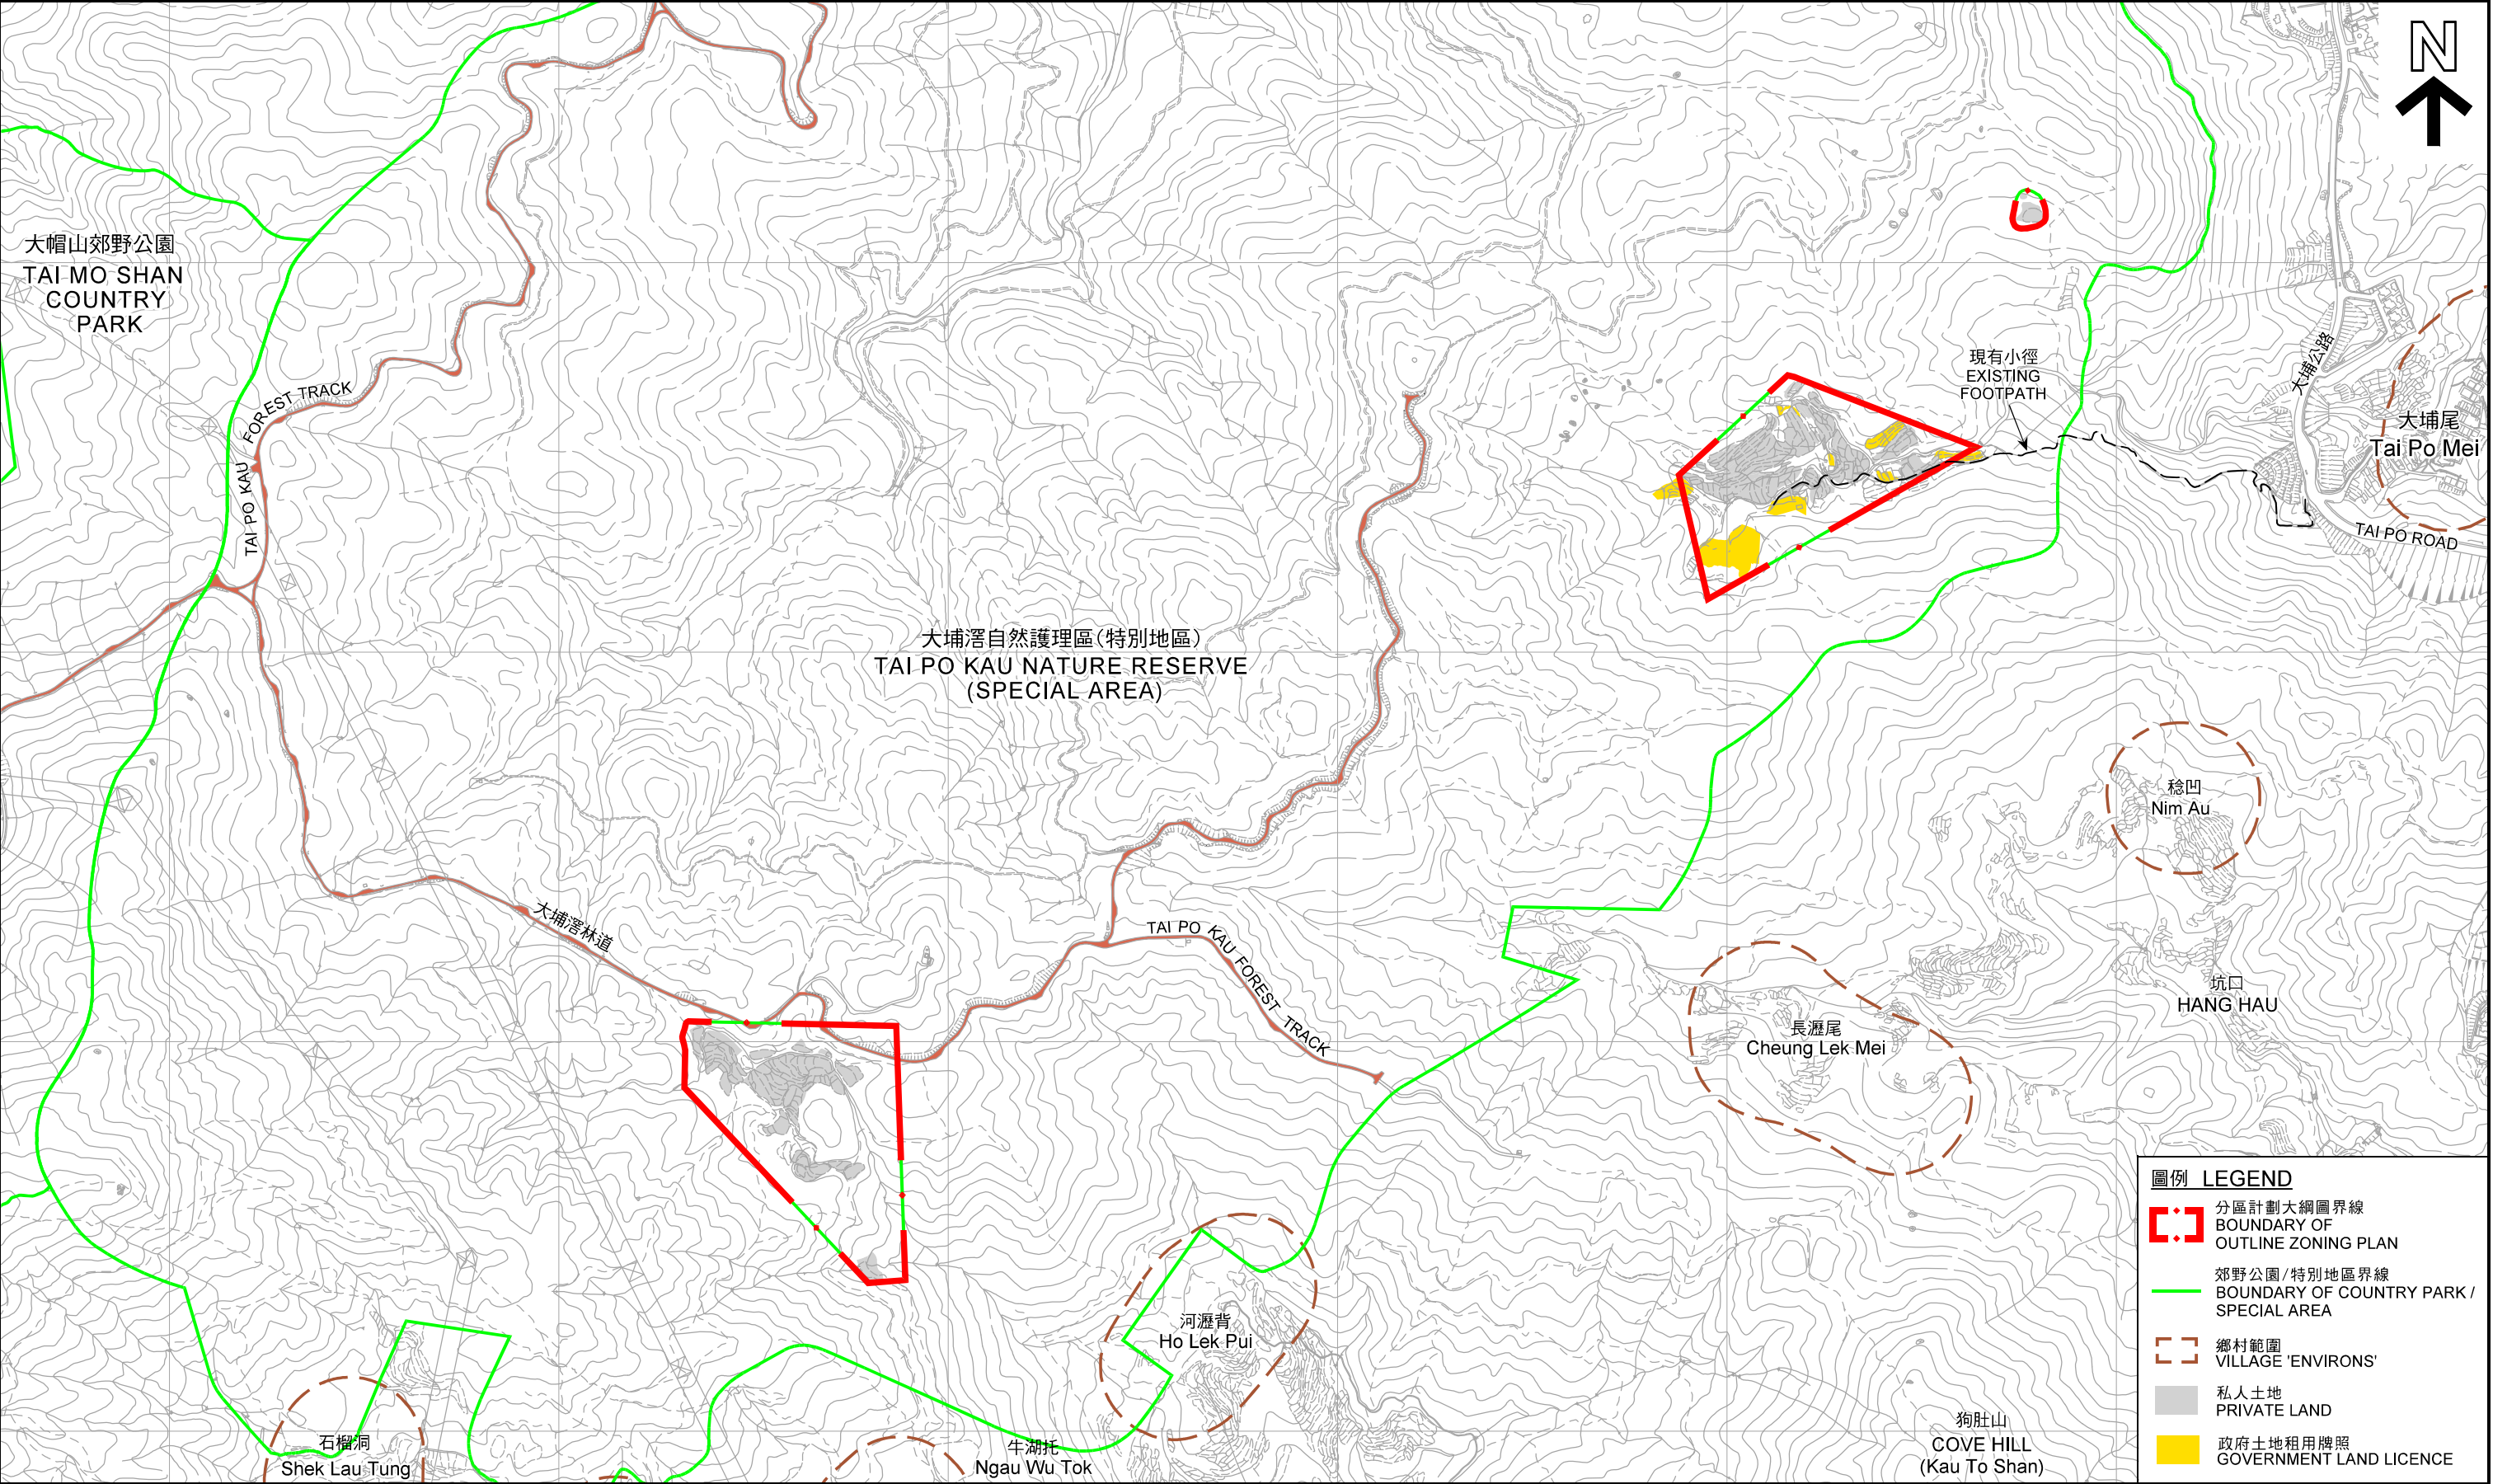 N
大帽山郊野公園
TAI MO SHAN
COUNTRY
PARK
FOREST TRACK
TAI PO KAU
現有小徑
EXISTING
FOOTPATH
大埔公路
大埔尾
Tai Po Mei
TAI PO ROAD
大埔滘自然護理區(特別地區)
TAI PO KAU NATURE RESERVE
(SPECIAL AREA)
稔凹
Nim Au
大埔滘林道
TAI PO KAU FOREST TRACK
坑口
HANG HAU
長瀝尾
Cheung Lek Mei
河瀝背
Ho Lek Pui
石榴洞
Shek Lau Tung
牛湖托
Ngau Wu Tok
狗肚山
COVE HILL
(Kau To Shan)
圖例 LEGEND
分區計劃大綱圖界線
BOUNDARY OF
OUTLINE ZONING PLAN
郊野公園/特別地區界線
BOUNDARY OF COUNTRY PARK /
SPECIAL AREA
鄉村範圍
VILLAGE 'ENVIRONS'
私人土地
PRIVATE LAND
政府土地租用牌照
GOVERNMENT LAND LICENCE